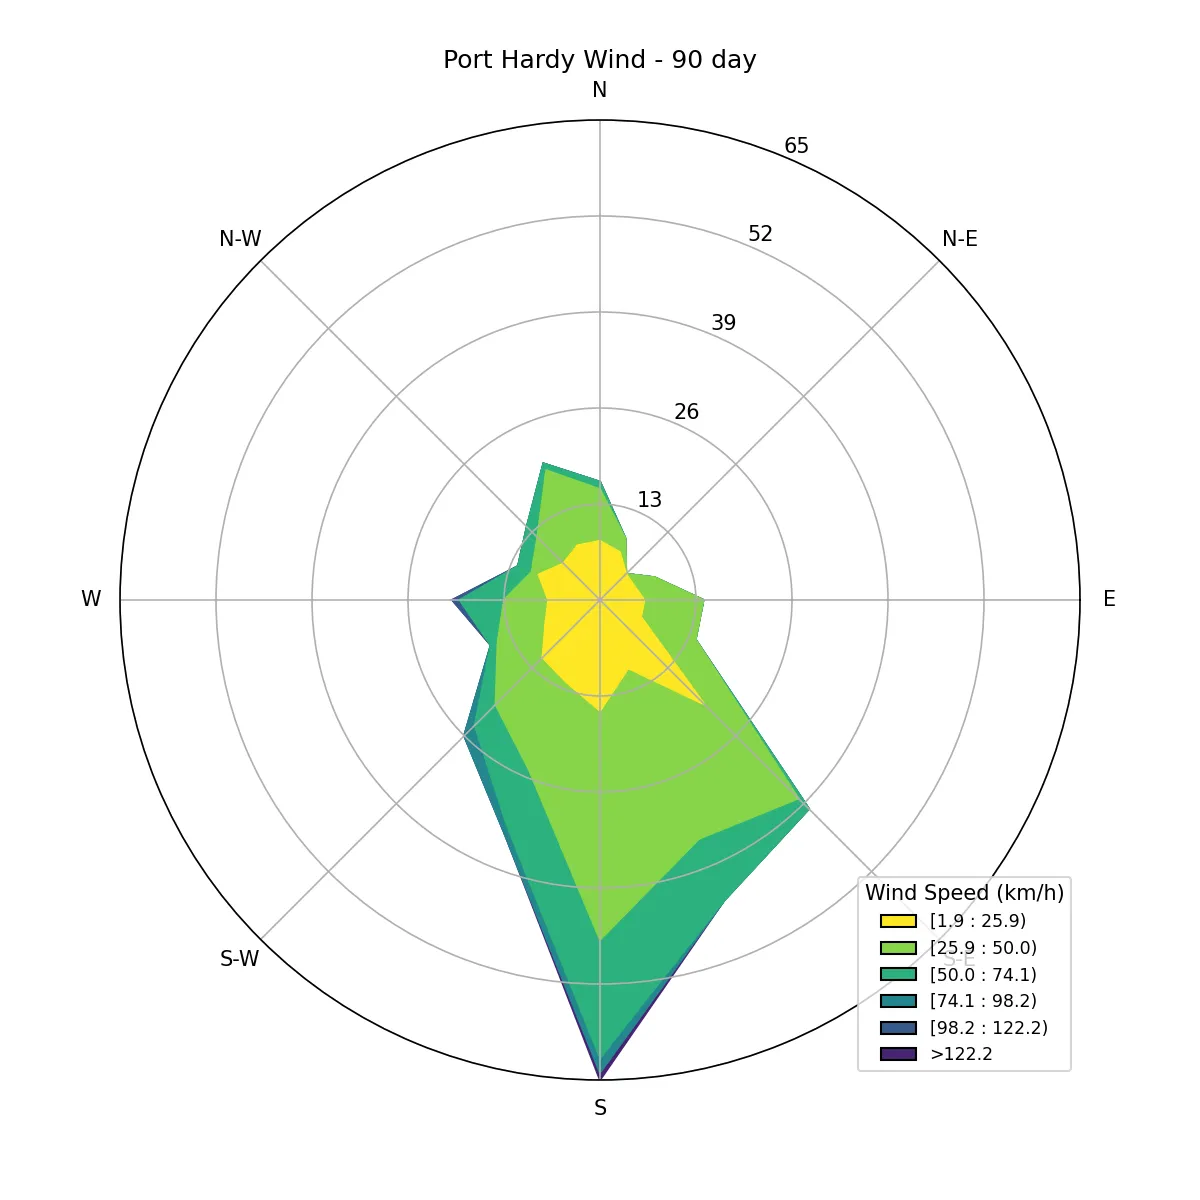 Port Hardy Wind - 90 day
N
65
N-W
N-E
52
39
26
13
W
E
S-W
S-E
S
Wind Speed (km/h)
[1.9 : 25.9)
[25.9 : 50.0)
[50.0 : 74.1)
[74.1 : 98.2)
[98.2 : 122.2)
>122.2